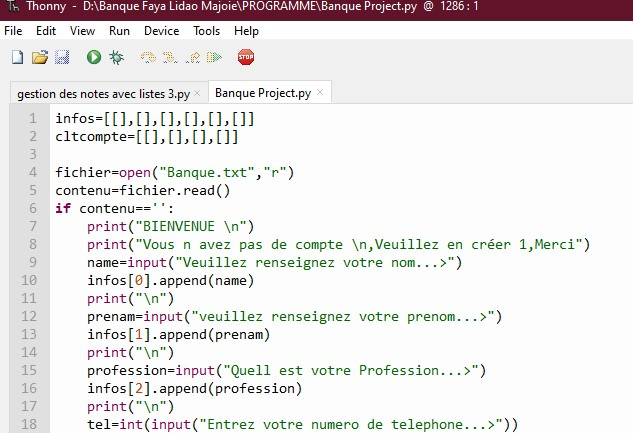 Thonny - D:\Banque Faya Lidao Majoie\PROGRAMME\Banque Project.py @ 1286 : 1
File Edit View Run Device Tools Help
STOP
gestion des notes avec listes 3.py × Banque Project.py ×
1 infos=[[],[],[],[],[],[]]
2 cltcompte=[[],[],[],[]]
3
4 fichier=open("Banque.txt","r")
5 contenu=fichier.read()
6 if contenu=='':
7 print("BIENVENUE \n")
8 print("Vous n avez pas de compte \n,Veuillez en créer 1,Merci")
9 name=input("Veuillez renseignez votre nom...>")
10 infos[0].append(name)
11 print("\n")
12 prenam=input("veuillez renseignez votre prenom...>")
13 infos[1].append(prenam)
14 print("\n")
15 profession=input("Quell est votre Profession...>")
16 infos[2].append(profession)
17 print("\n")
18 tel=int(input("Entrez votre numero de telephone...>"))